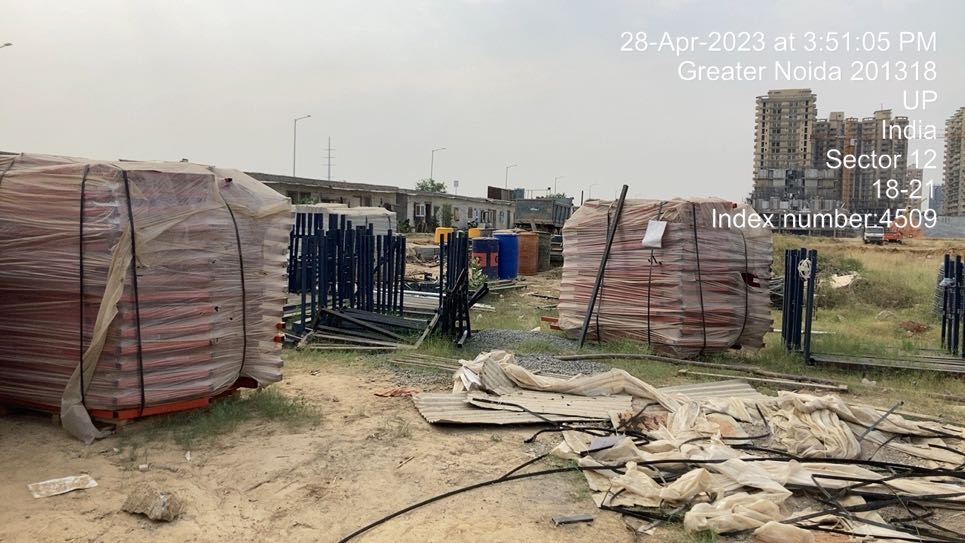 28-Apr-2023 at 3:51:05 PM
Greater Noida 201318
UP
India
Sector 12
18-21
Index number:4509